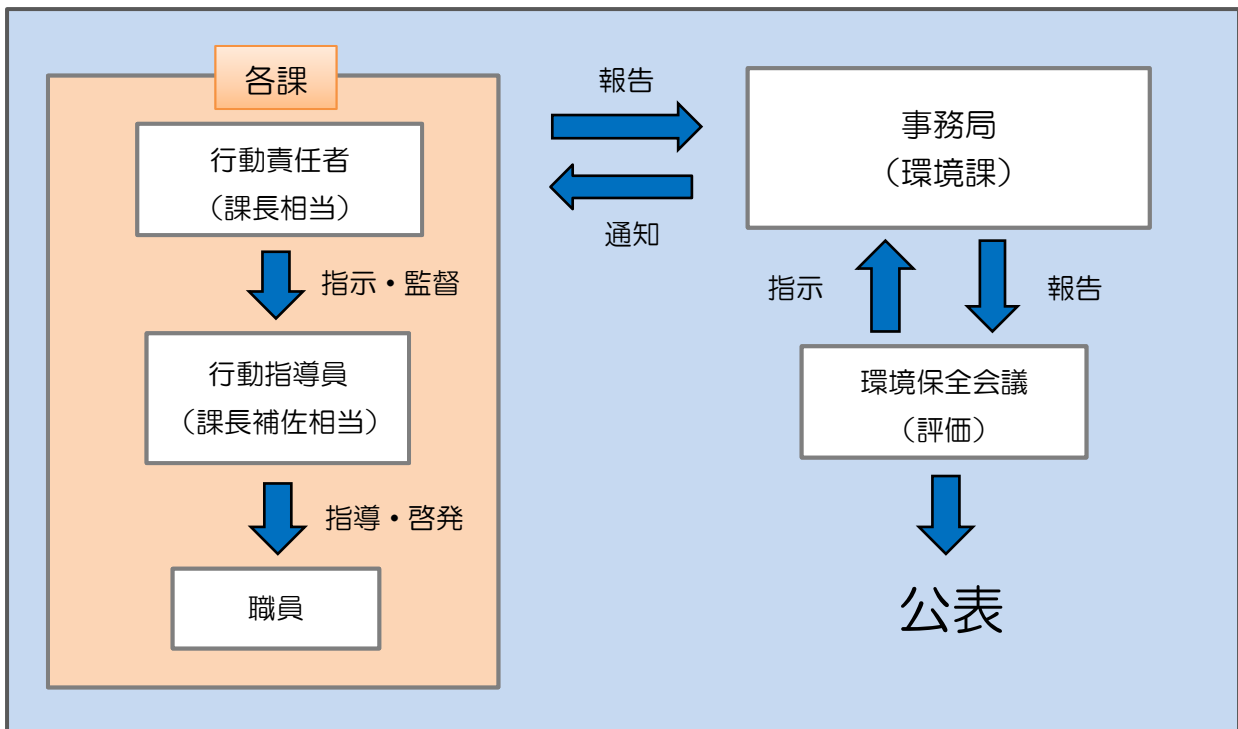 各課
行動責任者
（課長相当）
指示・監督
行動指導員
（課長補佐相当）
指導・啓発
職員
報告
通知
事務局
（環境課）
指示
報告
環境保全会議
（評価）
公表